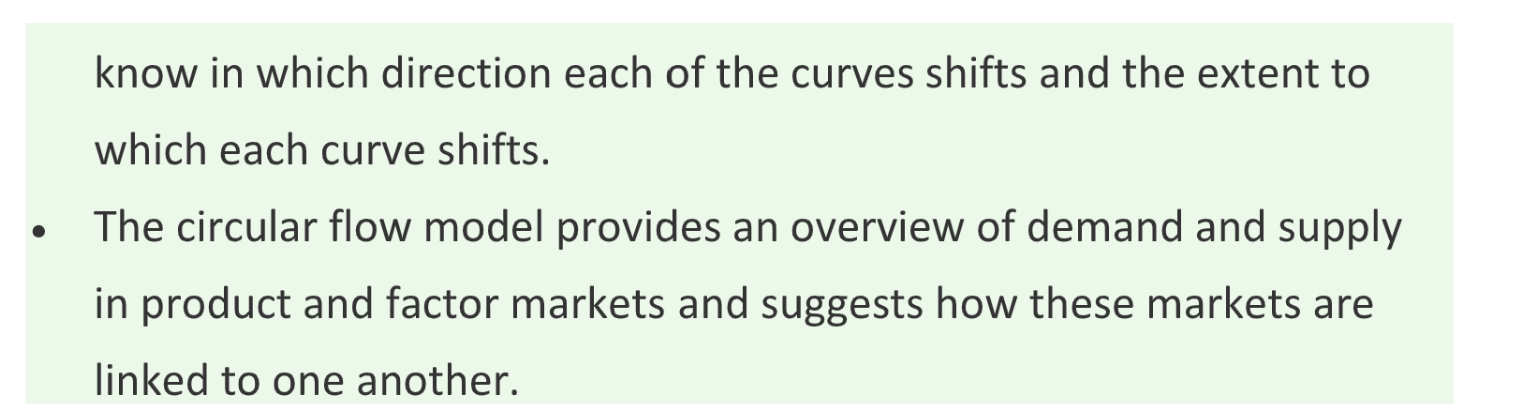 know in which direction each of the curves shifts and the extent to
which each curve shifts.
• The circular flow model provides an overview of demand and supply
in product and factor markets and suggests how these markets are
linked to one another.